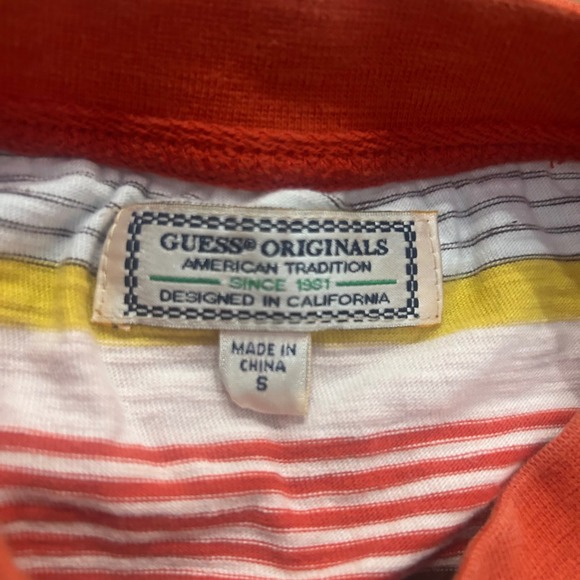 GUESS® ORIGINALS
AMERICAN TRADITION
SINCE 1981
DESIGNED IN CALIFORNIA
MADE IN
CHINA
S